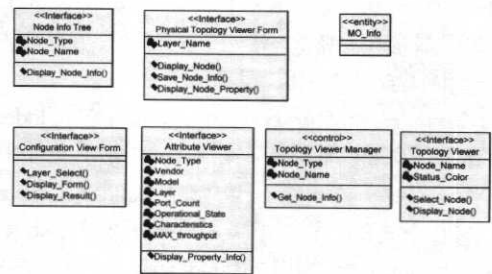 <<Interface>>
Node Info Tree
Node_Type
Node_Name
Display_Node_Info()
<<Interface>>
Physical Topology Viewer Form
Layer_Name
Display_Node()
Save_Node_Info()
Display_Node_Property()
<<entity>>
MO_Info
<<Interface>>
Configuration View Form
Layer_Select()
Display_Form()
Display_Result()
<<Interface>>
Attribute Viewer
Node_Type
Vendor
Model
Layer
Port_Count
Operational_State
Characteristics
MAX_throughput
Display_Property_Info()
<<control>>
Topology Viewer Manager
Node_Type
Node_Name
Get_Node_Info()
<<Interface>>
Topology Viewer
Node_Name
Status_Color
Select_Node()
Display_Node()